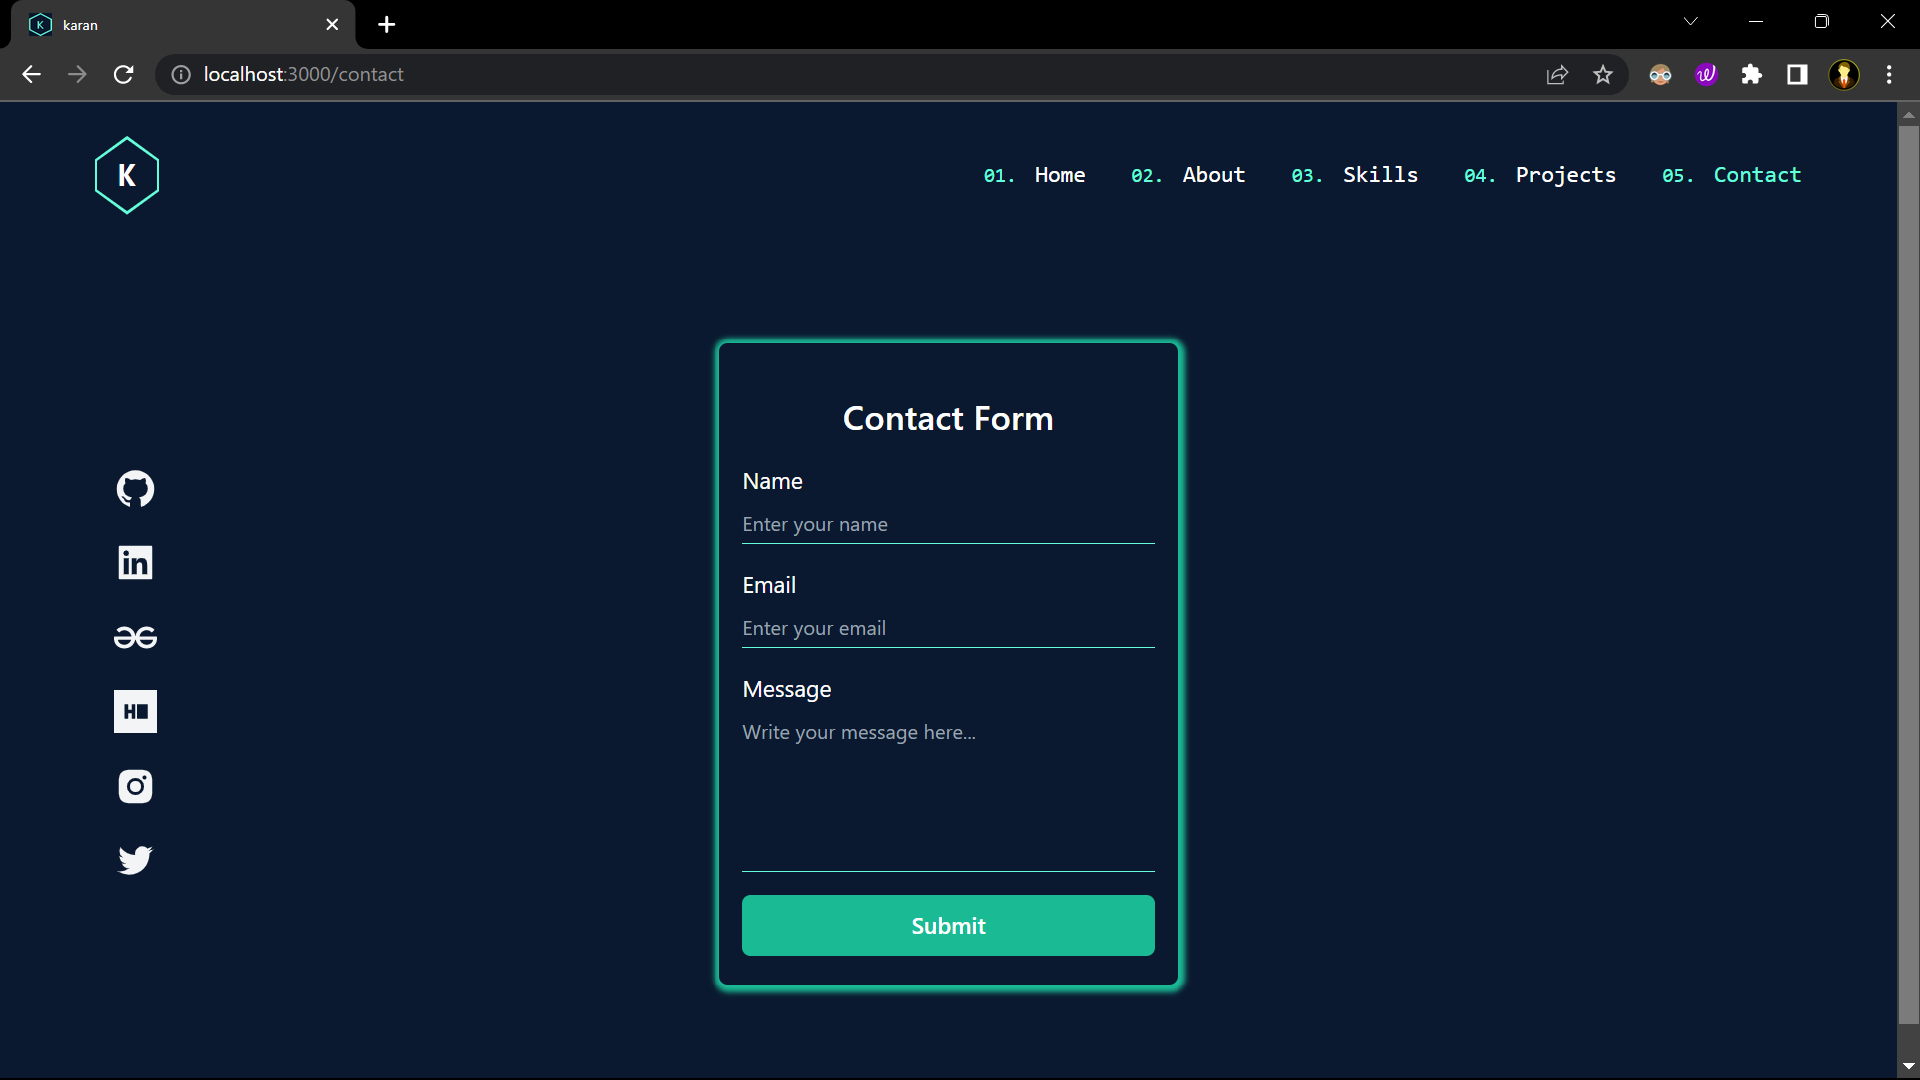 karan
localhost:3000/contact
K
01. Home 02. About 03. Skills 04. Projects 05. Contact
Contact Form
Name
Enter your name
Email
Enter your email
Message
Write your message here...
Submit